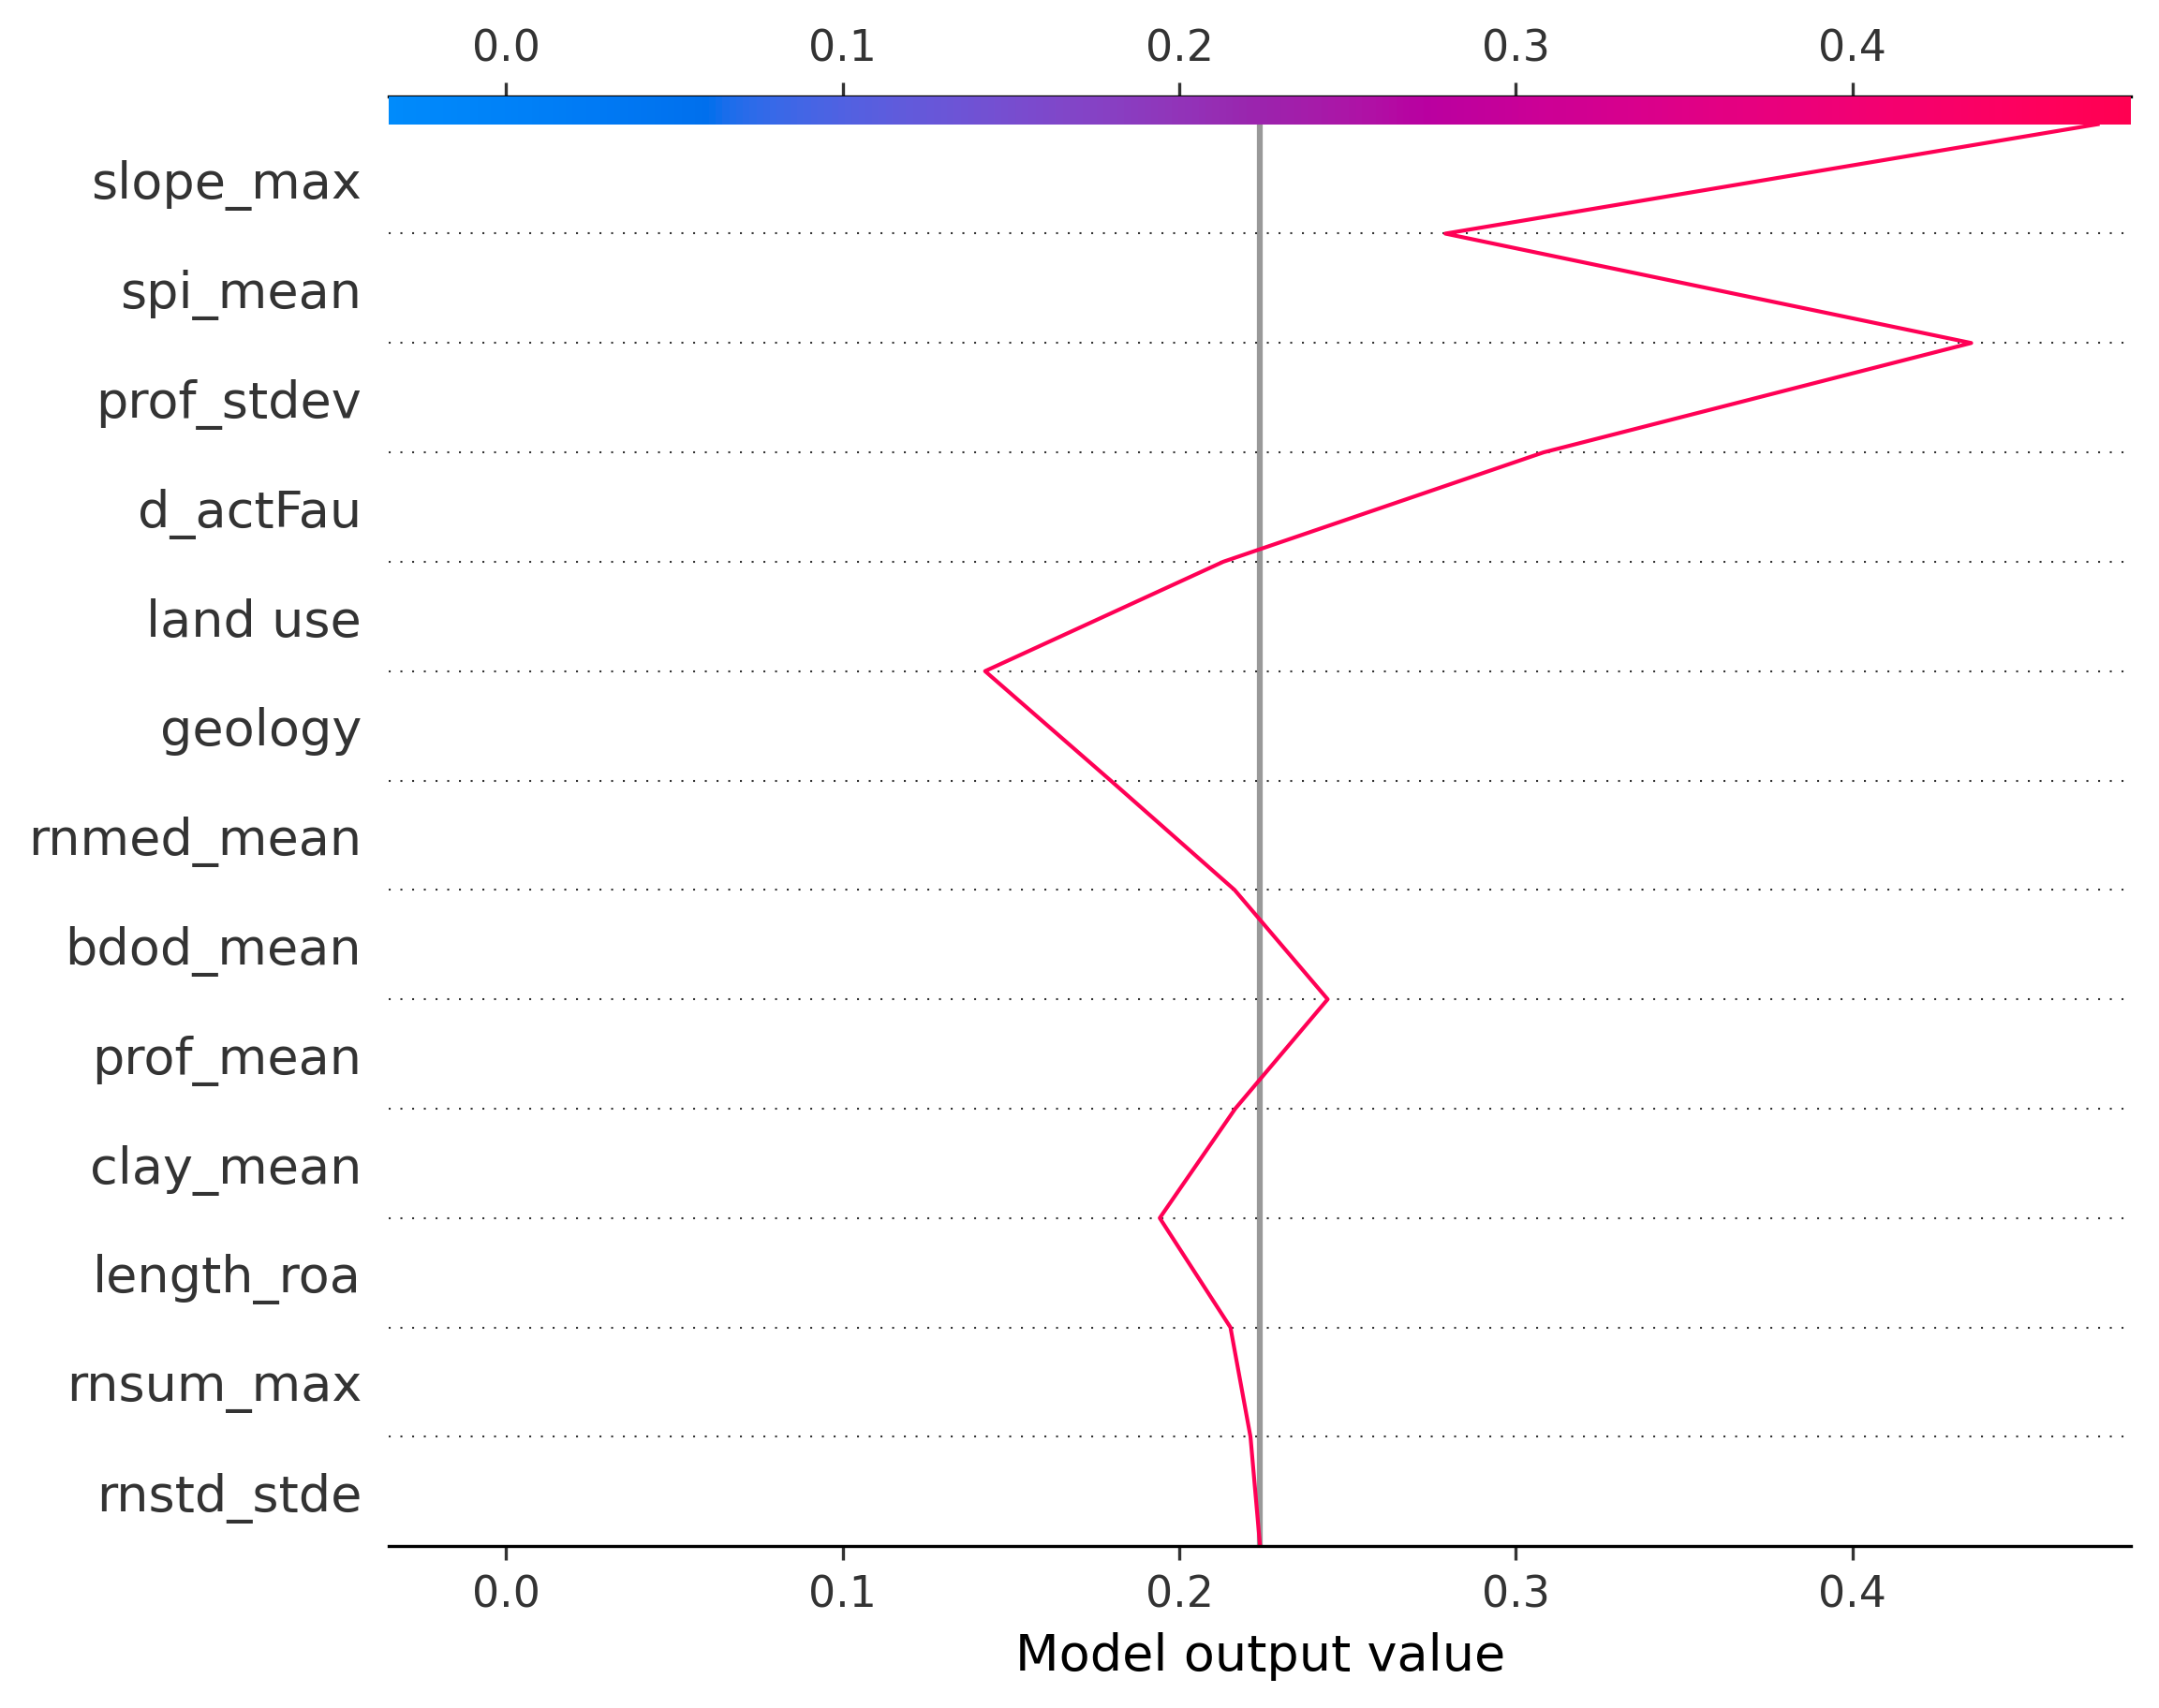 0.0 0.1 0.2 0.3 0.4
slope_max
spi_mean
prof_stdev
d_actFau
land use
geology
rnmed_mean
bdod_mean
prof_mean
clay_mean
length_roa
rnsum_max
rnstd_stde
0.0 0.1 0.2 0.3 0.4
Model output value